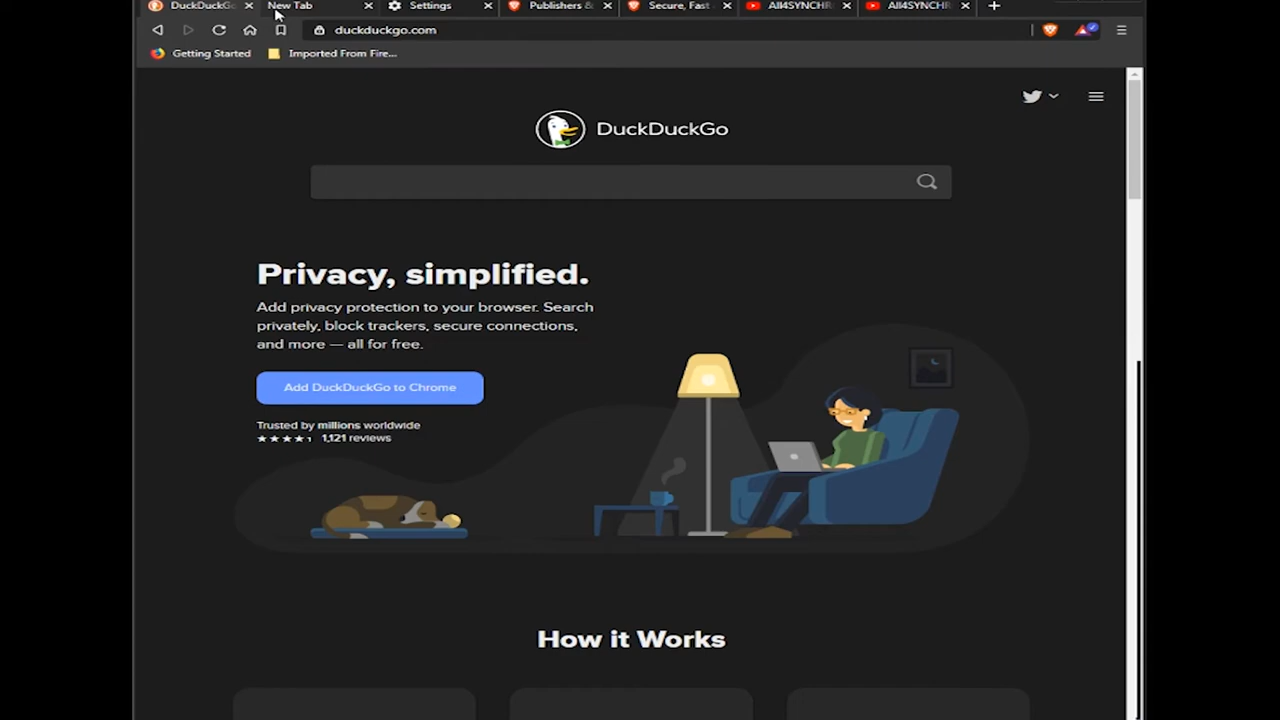 DuckDuckGo
New Tab
Settings
Publishers &
Secure, Fast
All4SYNCHR
All4SYNCHR
duckduckgo.com
Getting Started
Imported From Fire...
DuckDuckGo
Privacy, simplified.
Add privacy protection to your browser. Search
privately, block trackers, secure connections,
and more — all for free.
Add DuckDuckGo to Chrome
Trusted by millions worldwide
1,121 reviews
How it Works